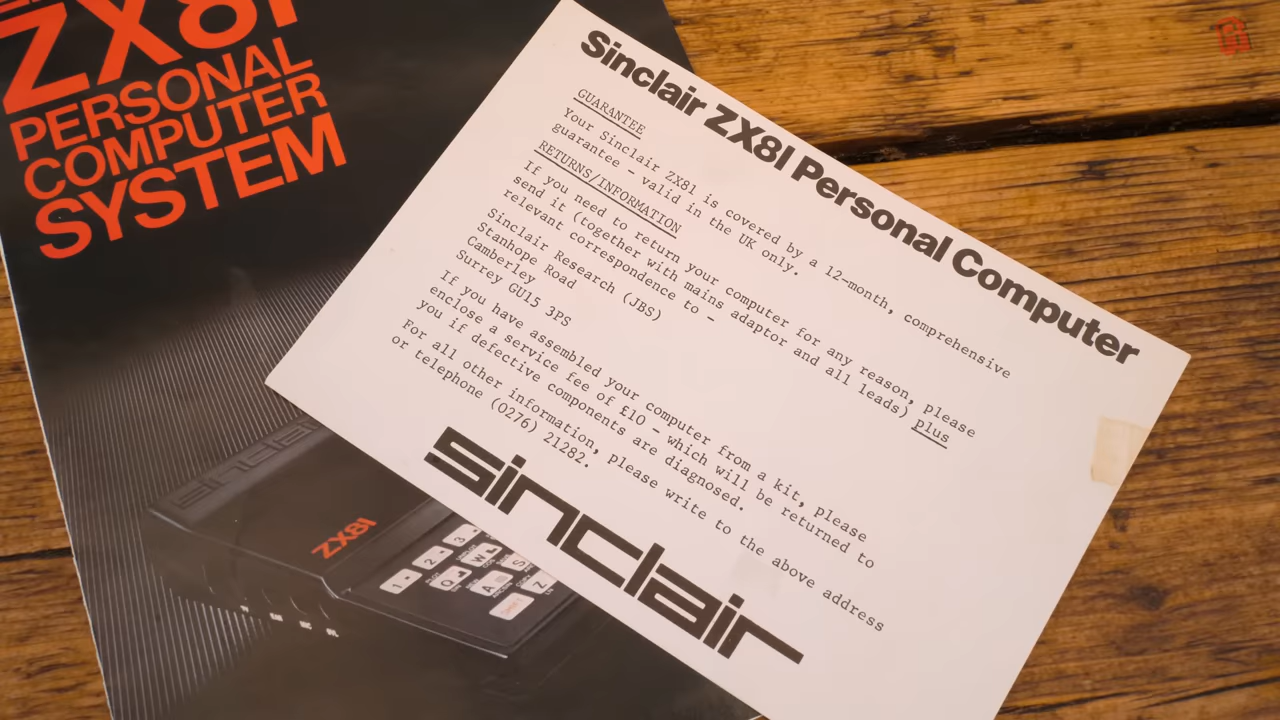 ZX81
PERSONAL
COMPUTER
SYSTEM
Sinclair ZX81 Personal Computer
GUARANTEE
Your Sinclair ZX81 is covered by a 12-month, comprehensive
guarantee - valid in the UK only.
RETURNS/INFORMATION
If you need to return your computer for any reason, please
send it (together with mains adaptor and all leads) plus
relevant correspondence to -
Sinclair Research (JBS)
Stanhope Road
Camberley
Surrey GU15 3PS
If you have assembled your computer from a kit, please
enclose a service fee of £10 - which will be returned to
you if defective components are diagnosed.
For all other information, please write to the above address
or telephone (0276) 21282.
sinclair
sinclair
ZX81
1 2 3
Q W
A S
Z